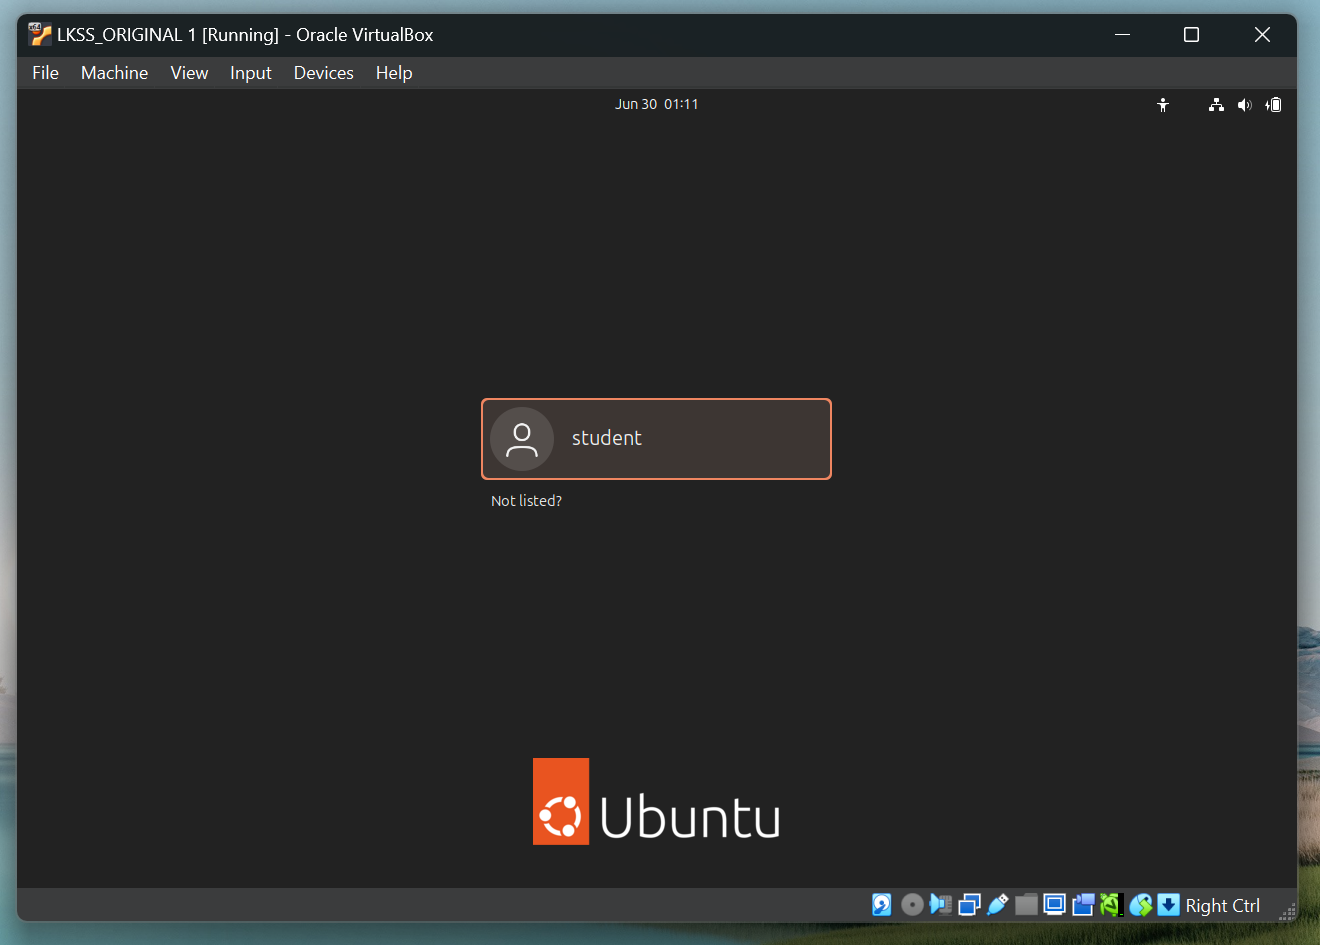 LKSS_ORIGINAL 1 [Running] - Oracle VirtualBox
File Machine View Input Devices Help
Jun 30 01:11
student
Not listed?
Ubuntu
Right Ctrl